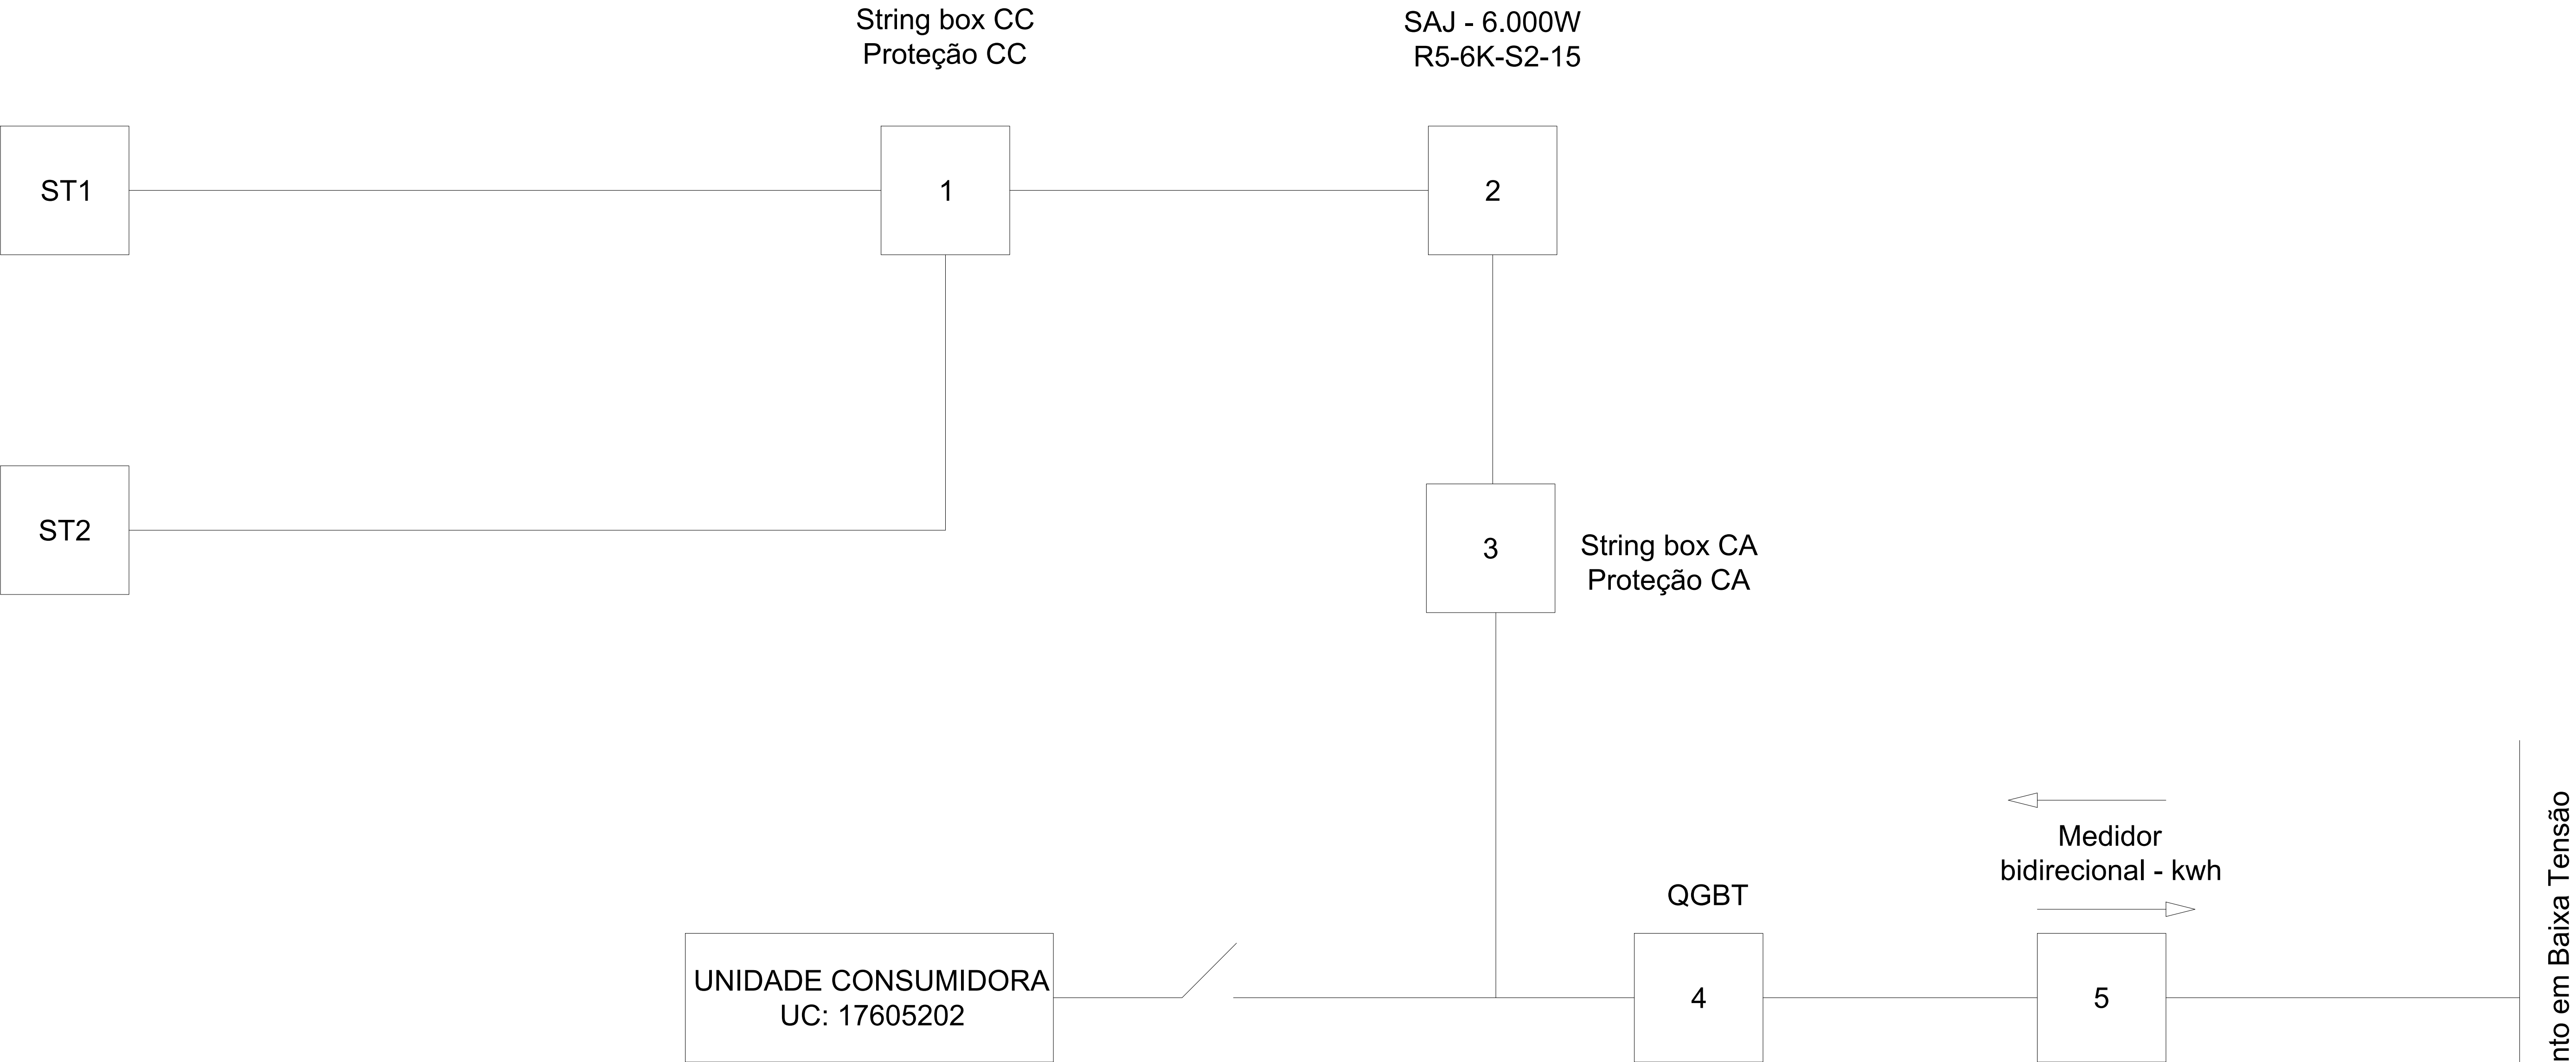 String box CC
Proteção CC
SAJ - 6.000W
R5-6K-S2-15
ST1
1
2
ST2
3
String box CA
Proteção CA
Medidor
bidirecional - kwh
QGBT
UNIDADE CONSUMIDORA
UC: 17605202
4
5
em Baixa Tensão